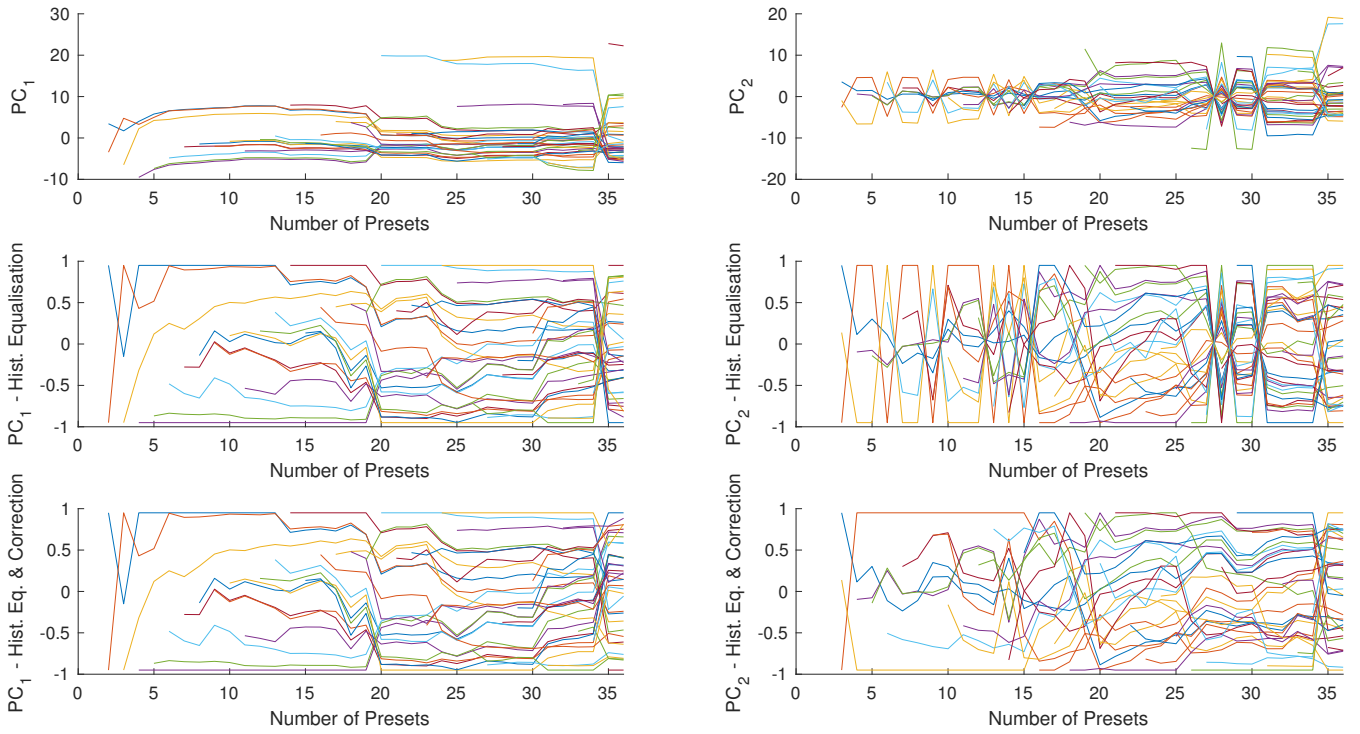 PC1
30
20
10
0
-10
0 5 10 15 20 25 30 35
Number of Presets
PC2
20
10
0
-10
-20
0 5 10 15 20 25 30 35
Number of Presets
PC1 - Hist. Equalisation
1
0.5
0
-0.5
-1
0 5 10 15 20 25 30 35
Number of Presets
PC2 - Hist. Equalisation
1
0.5
0
-0.5
-1
0 5 10 15 20 25 30 35
Number of Presets
PC1 - Hist. Eq. & Correction
1
0.5
0
-0.5
-1
0 5 10 15 20 25 30 35
Number of Presets
PC2 - Hist. Eq. & Correction
1
0.5
0
-0.5
-1
0 5 10 15 20 25 30 35
Number of Presets